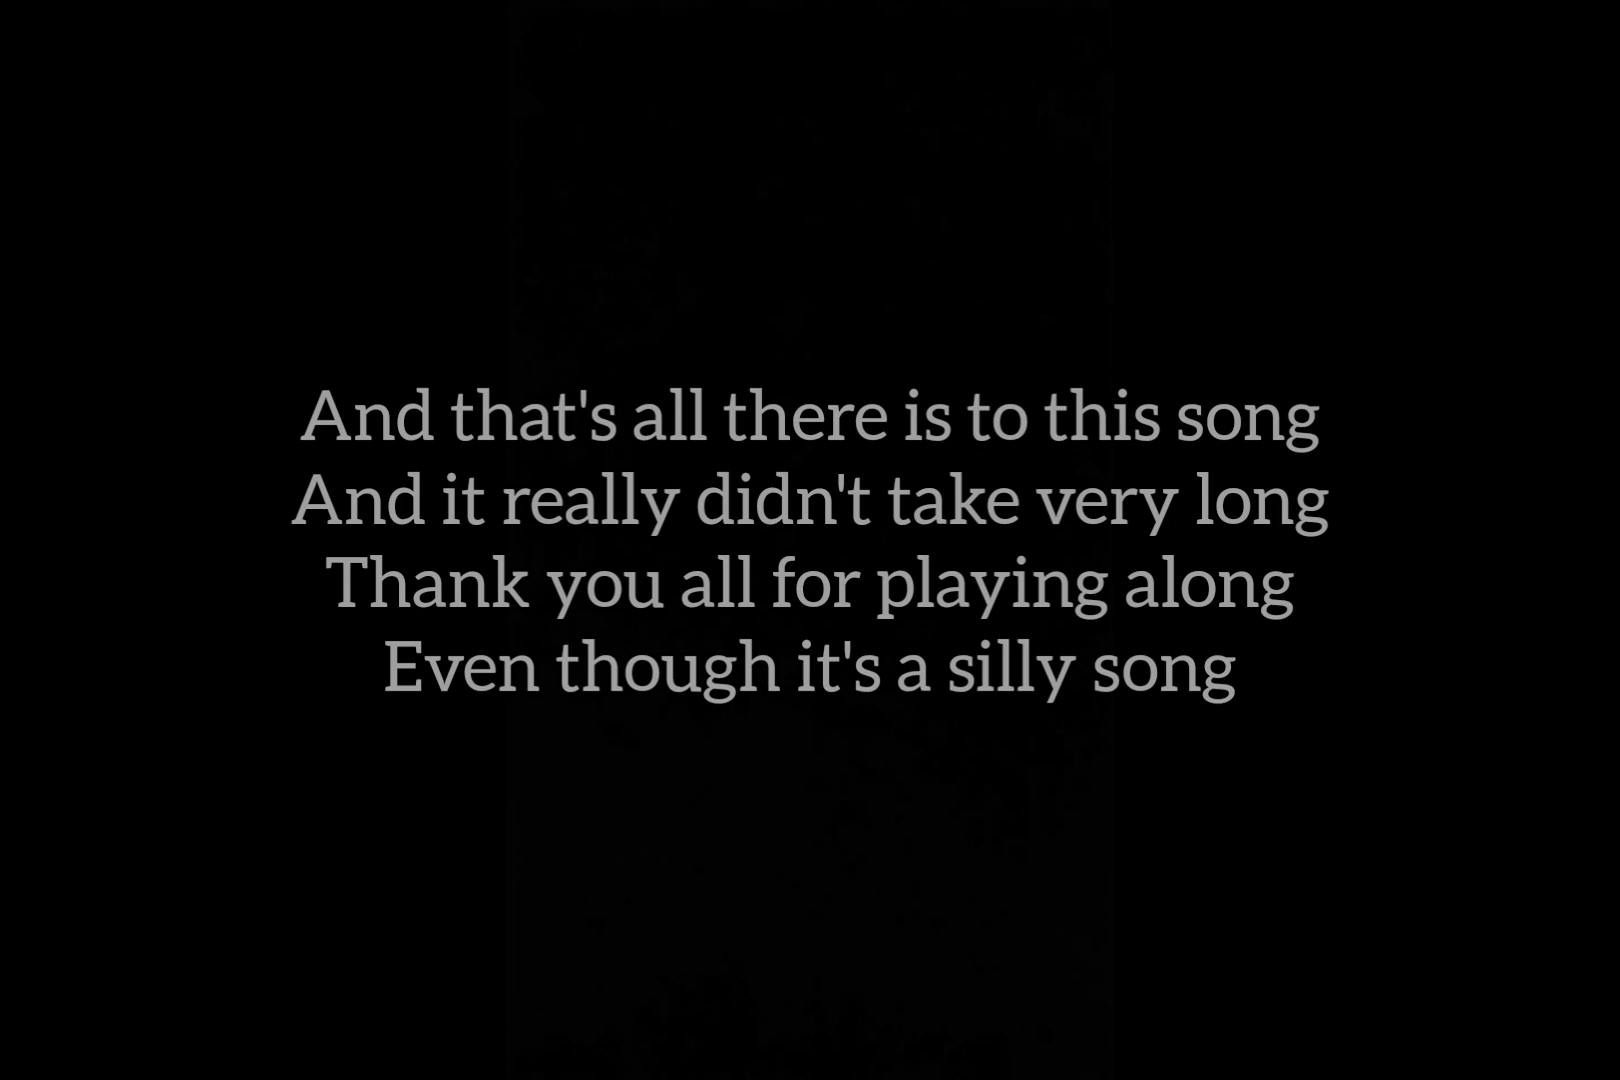 And that's all there is to this song
And it really didn't take very long
Thank you all for playing along
Even though it's a silly song